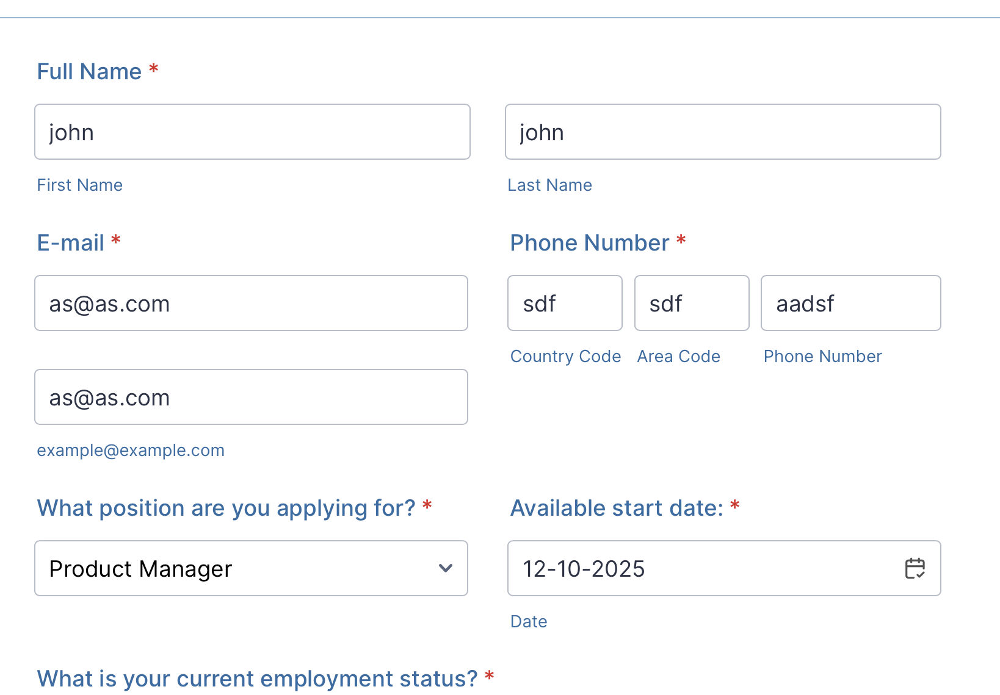 Full Name *
john
john
First Name
Last Name
E-mail *
Phone Number *
as@as.com
sdf
sdf
aadsf
Country Code
Area Code
Phone Number
as@as.com
example@example.com
What position are you applying for? *
Available start date: *
Product Manager
12-10-2025
Date
What is your current employment status? *